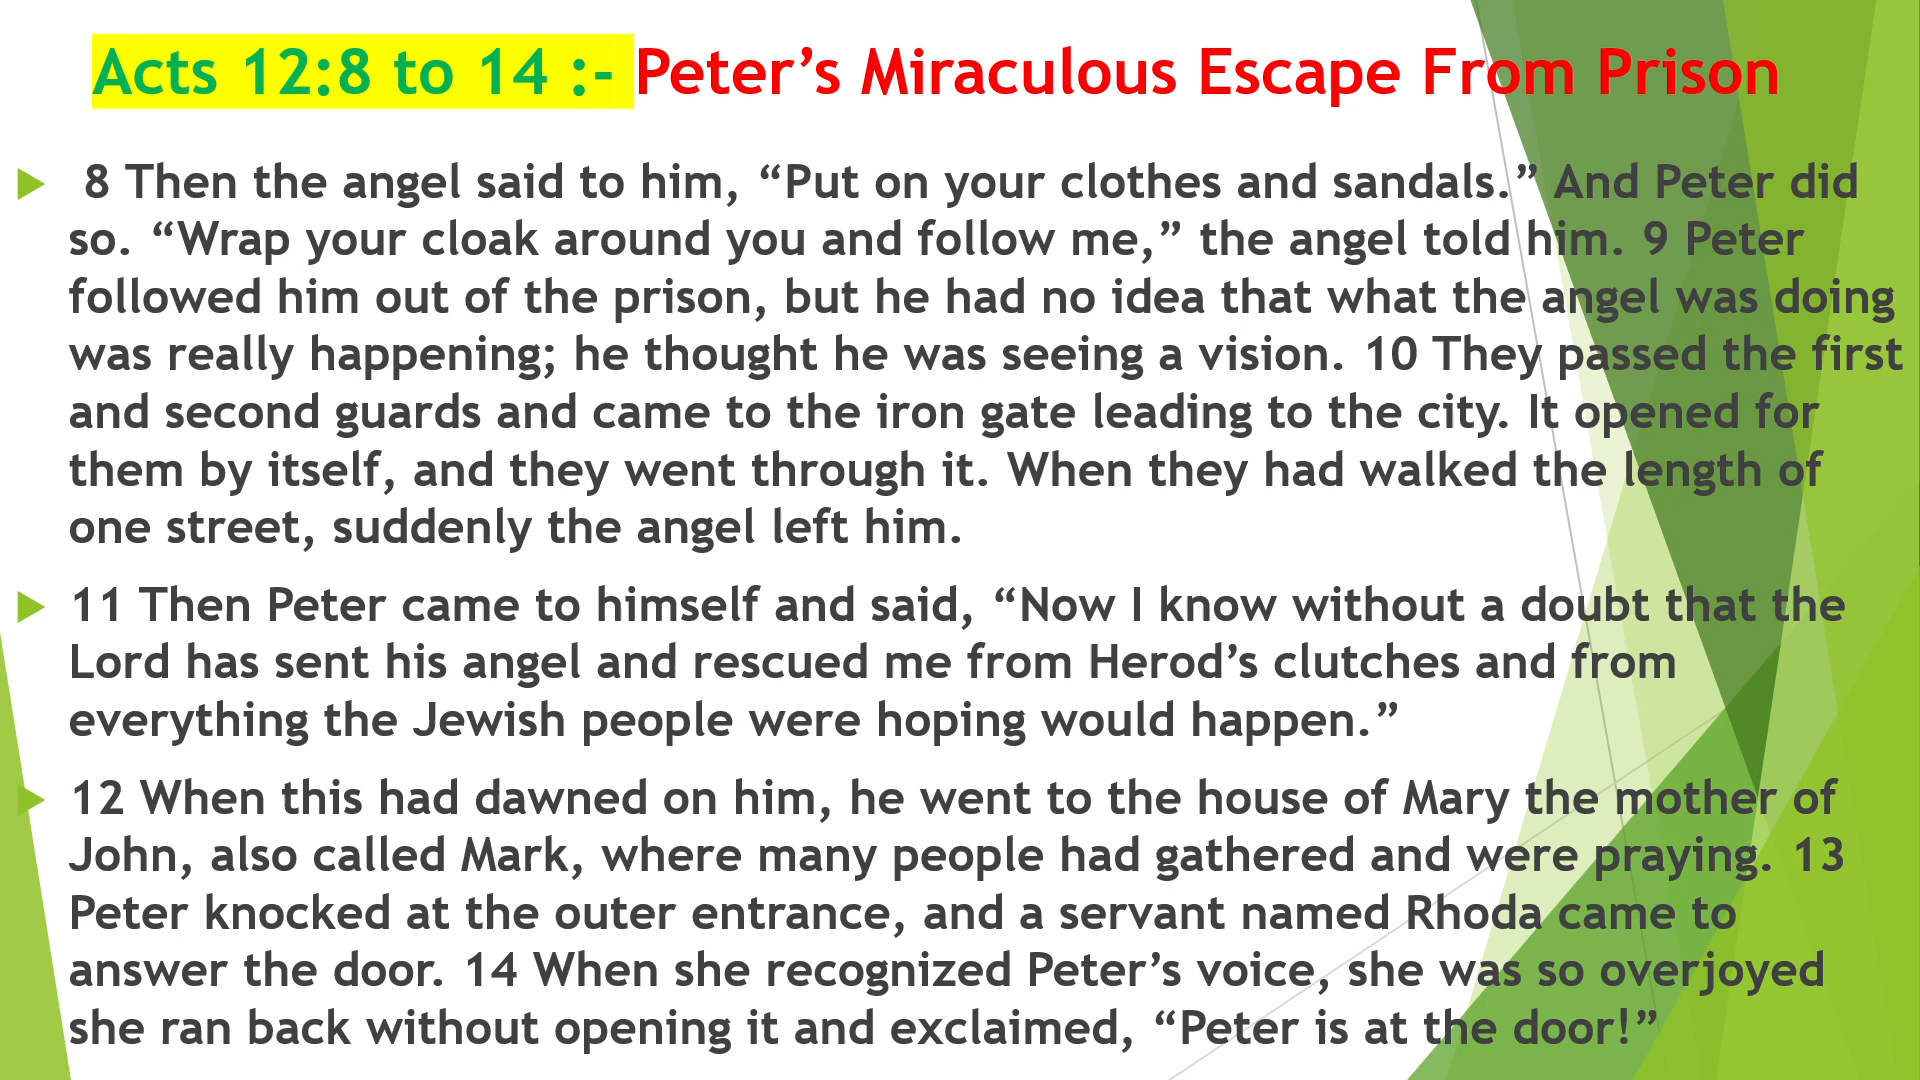 Acts 12:8 to 14 :- Peter’s Miraculous Escape From Prison
8 Then the angel said to him, “Put on your clothes and sandals.” And Peter did
so. “Wrap your cloak around you and follow me,” the angel told him. 9 Peter
followed him out of the prison, but he had no idea that what the angel was doing
was really happening; he thought he was seeing a vision. 10 They passed the first
and second guards and came to the iron gate leading to the city. It opened for
them by itself, and they went through it. When they had walked the length of
one street, suddenly the angel left him.
11 Then Peter came to himself and said, “Now I know without a doubt that the
Lord has sent his angel and rescued me from Herod’s clutches and from
everything the Jewish people were hoping would happen.”
12 When this had dawned on him, he went to the house of Mary the mother of
John, also called Mark, where many people had gathered and were praying. 13
Peter knocked at the outer entrance, and a servant named Rhoda came to
answer the door. 14 When she recognized Peter’s voice, she was so overjoyed
she ran back without opening it and exclaimed, “Peter is at the door!”